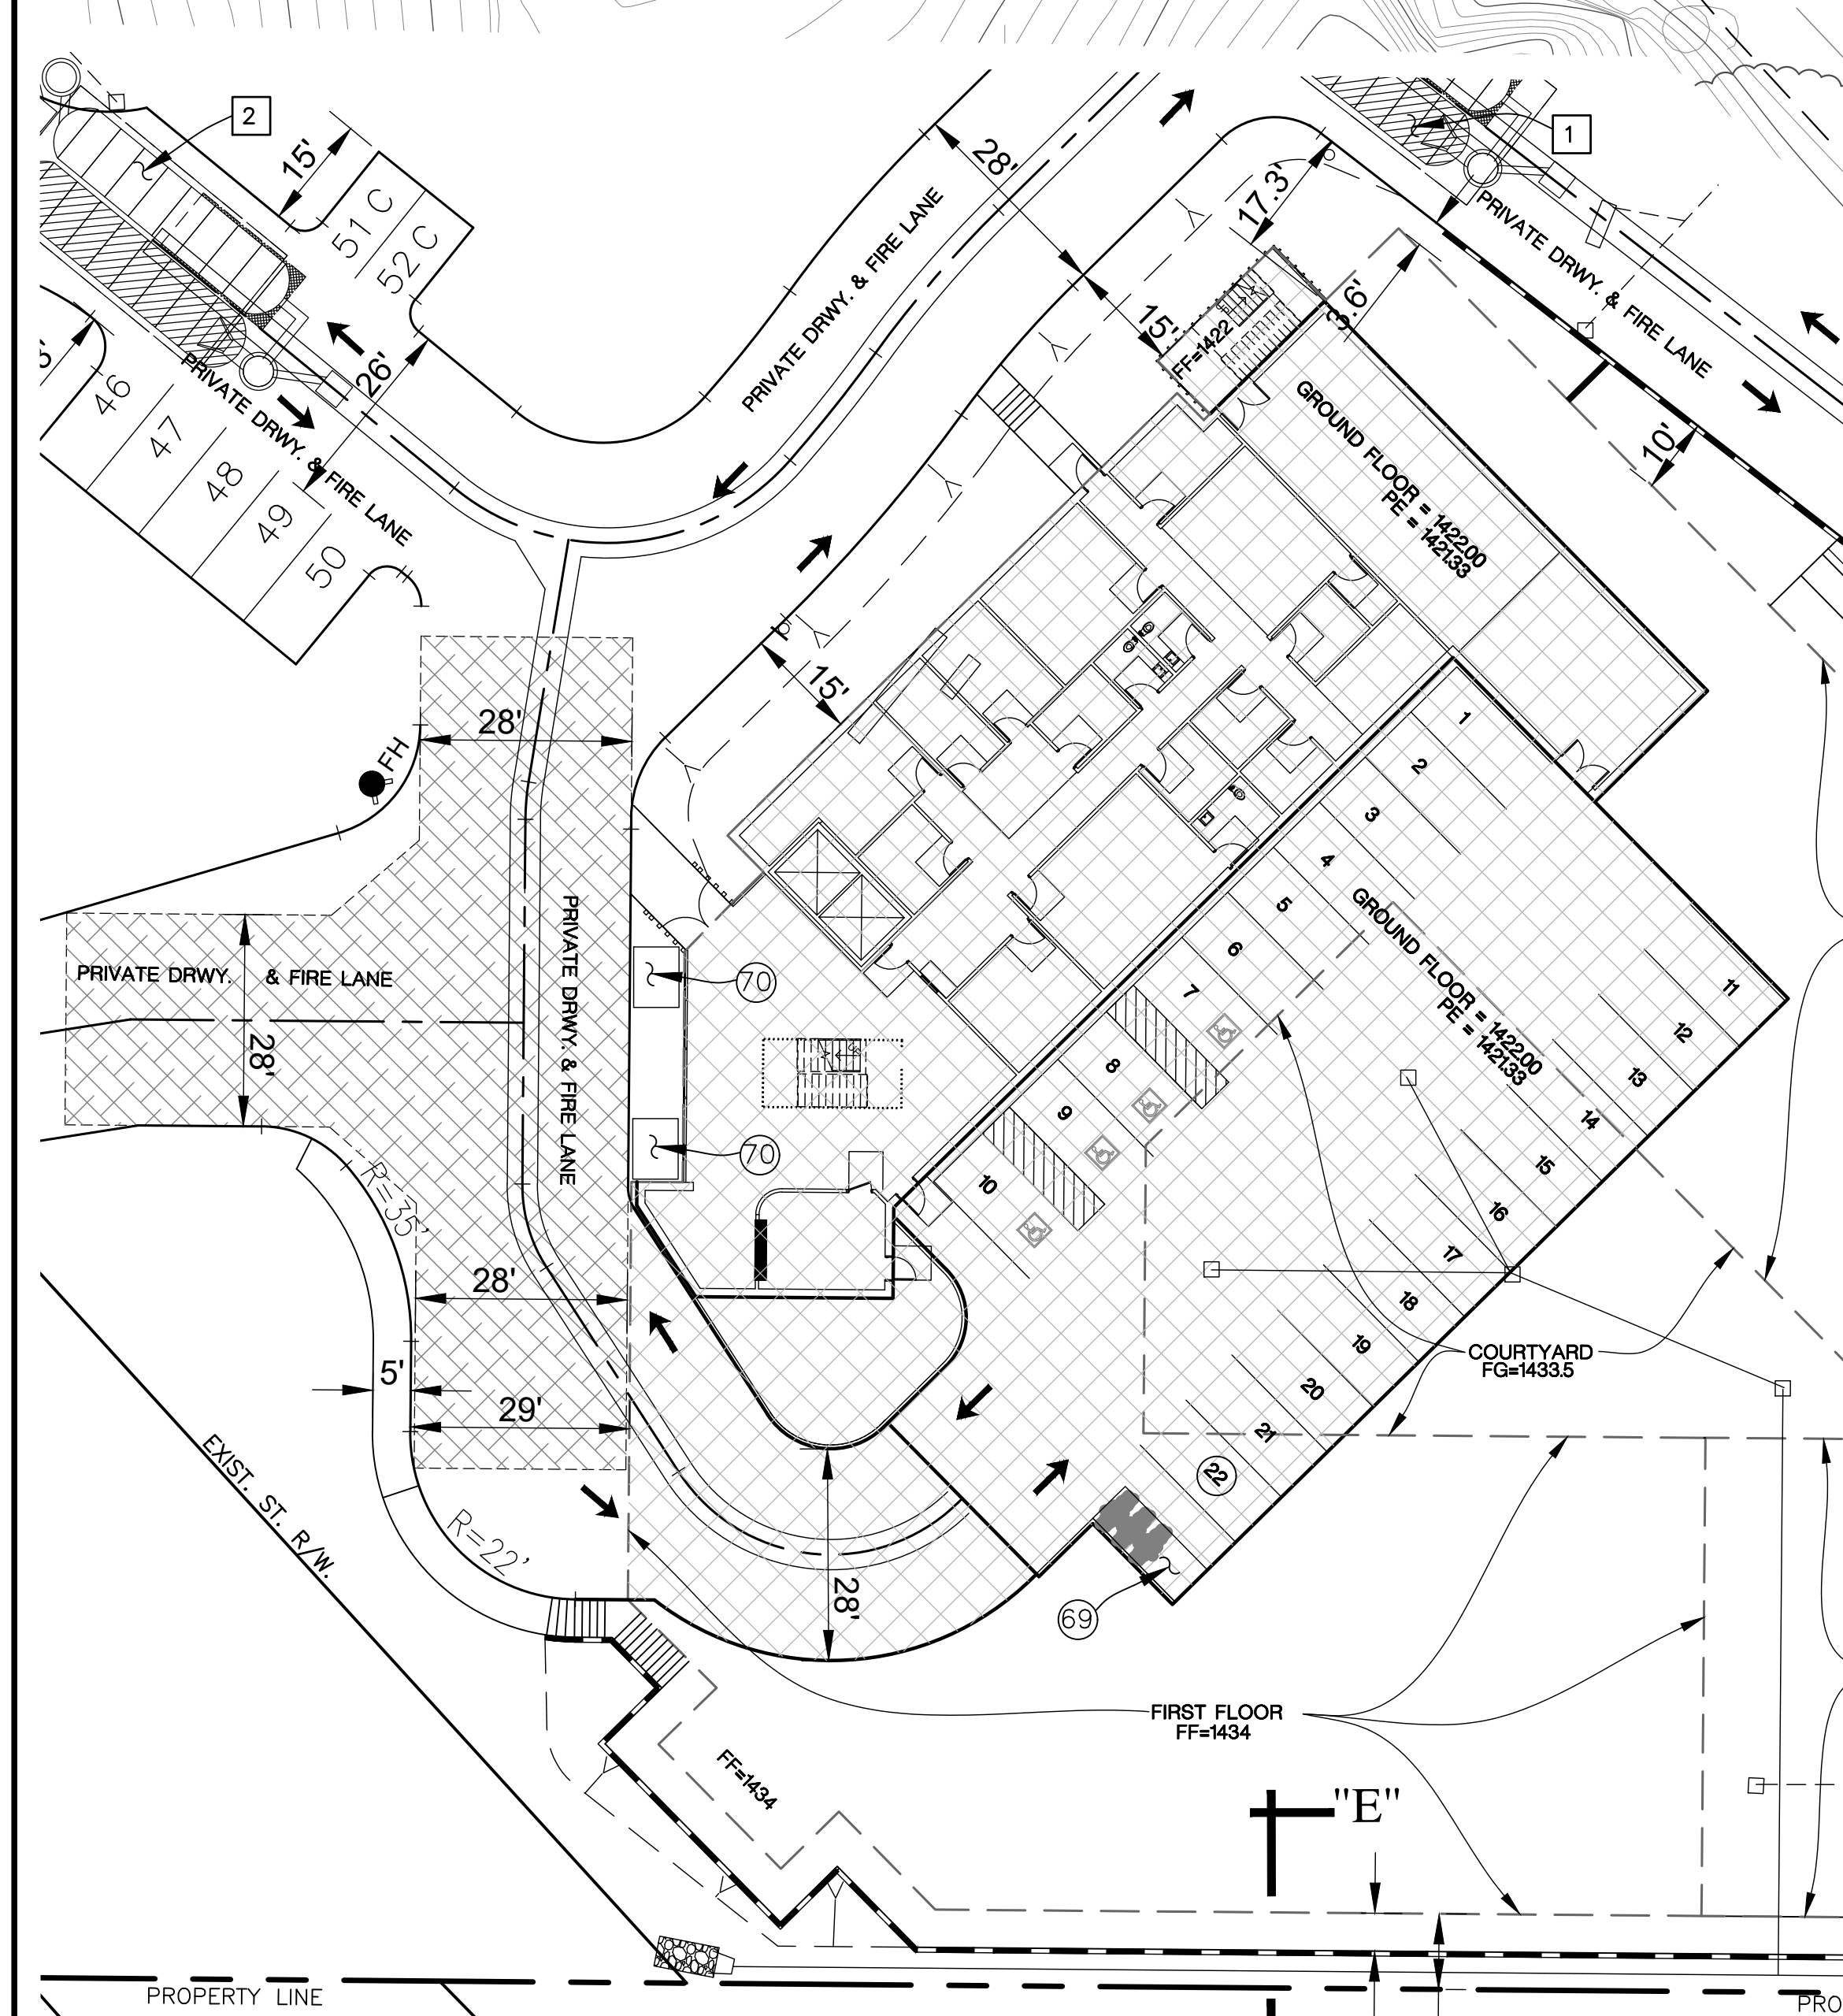 2
15'
51 C
52 C
28'
17.3'
1
PRIVATE DRWY. & FIRE LANE
PRIVATE DRWY. & FIRE LANE
15'
FF=1422
3.6'
46
47
48
49
50
PRIVATE DRWY. & FIRE LANE
26'
10'
GROUND FLOOR = 1422.00
PE = 1421.33
15'
28'
FH
PRIVATE DRWY. & FIRE LANE
28'
PRIVATE DRWY. & FIRE LANE
70
70
1
2
3
4
5
6
7
8
9
10
GROUND FLOOR = 1422.00
PE = 1421.33
11
12
13
14
15
16
17
18
19
20
21
22
R=35'
28'
5'
29'
COURTYARD
FG=1433.5
EXIST. ST. R/W.
R=22'
28'
69
FIRST FLOOR
FF=1434
FF=1434
"E"
PROPERTY LINE
PRO